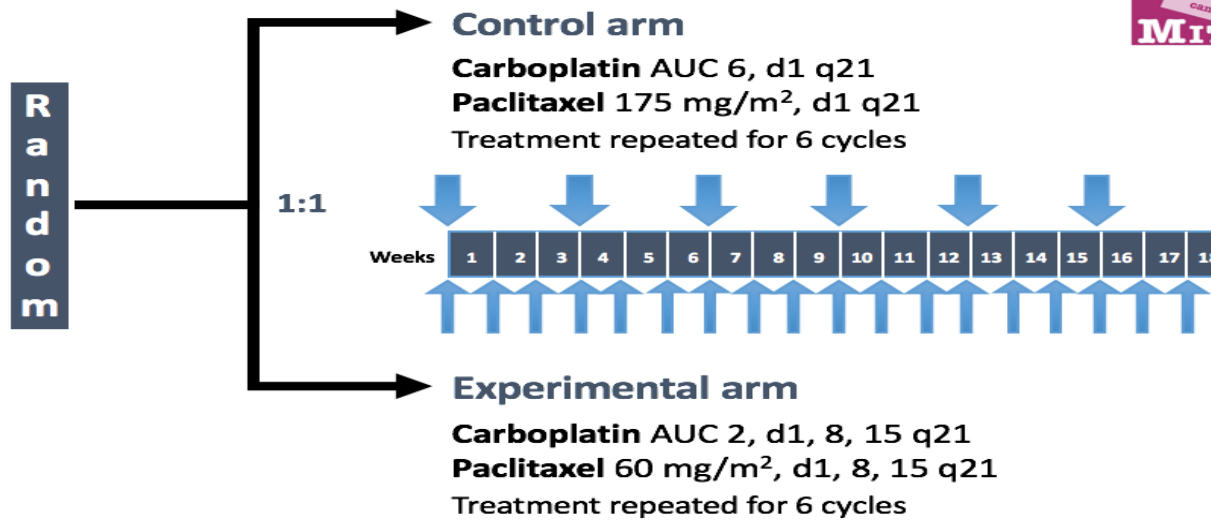 Control arm
Carboplatin AUC 6, d1 q21
Paclitaxel 175 mg/m², d1 q21
Treatment repeated for 6 cycles
Random
1:1
Weeks 1 2 3 4 5 6 7 8 9 10 11 12 13 14 15 16 17 18
Experimental arm
Carboplatin AUC 2, d1, 8, 15 q21
Paclitaxel 60 mg/m², d1, 8, 15 q21
Treatment repeated for 6 cycles